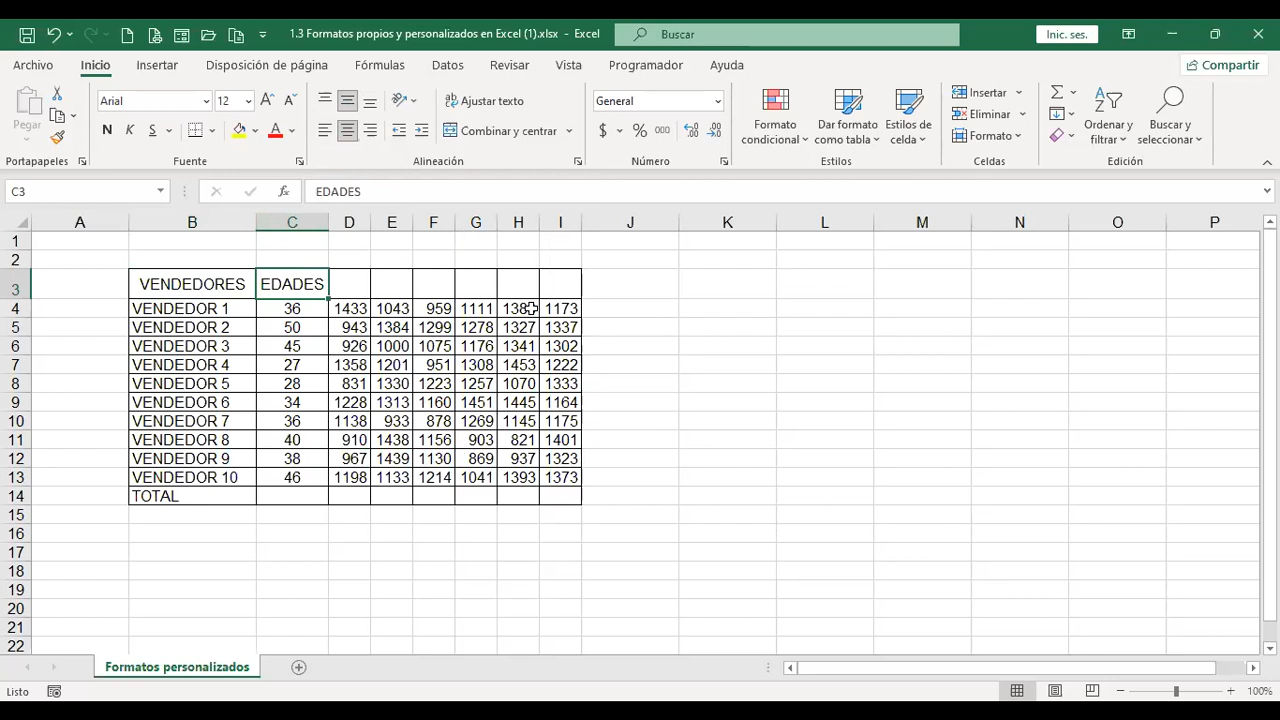 1.3 Formatos propios y personalizados en Excel (1).xlsx - Excel
Buscar
Inic. ses.
Archivo Inicio Insertar Disposición de página Fórmulas Datos Revisar Vista Programador Ayuda Compartir
Pegar
Portapapeles
Arial 12
N K S
Fuente
Ajustar texto
Combinar y centrar
Alineación
General
$ % 000
Número
Formato condicional
Dar formato como tabla
Estilos de celda
Estilos
Insertar
Eliminar
Formato
Celdas
Ordenar y filtrar
Buscar y seleccionar
Edición
C3 fx EDADES
A B C D E F G H I J K L M N O P
1
2
3 VENDEDORES EDADES
4 VENDEDOR 1 36 1433 1043 959 1111 1173
5 VENDEDOR 2 50 943 1384 1299 1278 1327 1337
6 VENDEDOR 3 45 926 1000 1075 1176 1341 1302
7 VENDEDOR 4 27 1358 1201 951 1308 1453 1222
8 VENDEDOR 5 28 831 1330 1223 1257 1070 1333
9 VENDEDOR 6 34 1228 1313 1160 1451 1445 1164
10 VENDEDOR 7 36 1138 933 878 1269 1145 1175
11 VENDEDOR 8 40 910 1438 1156 903 821 1401
12 VENDEDOR 9 38 967 1439 1130 869 937 1323
13 VENDEDOR 10 46 1198 1133 1214 1041 1393 1373
14 TOTAL
15
16
17
18
19
20
21
22
Formatos personalizados
Listo
100%